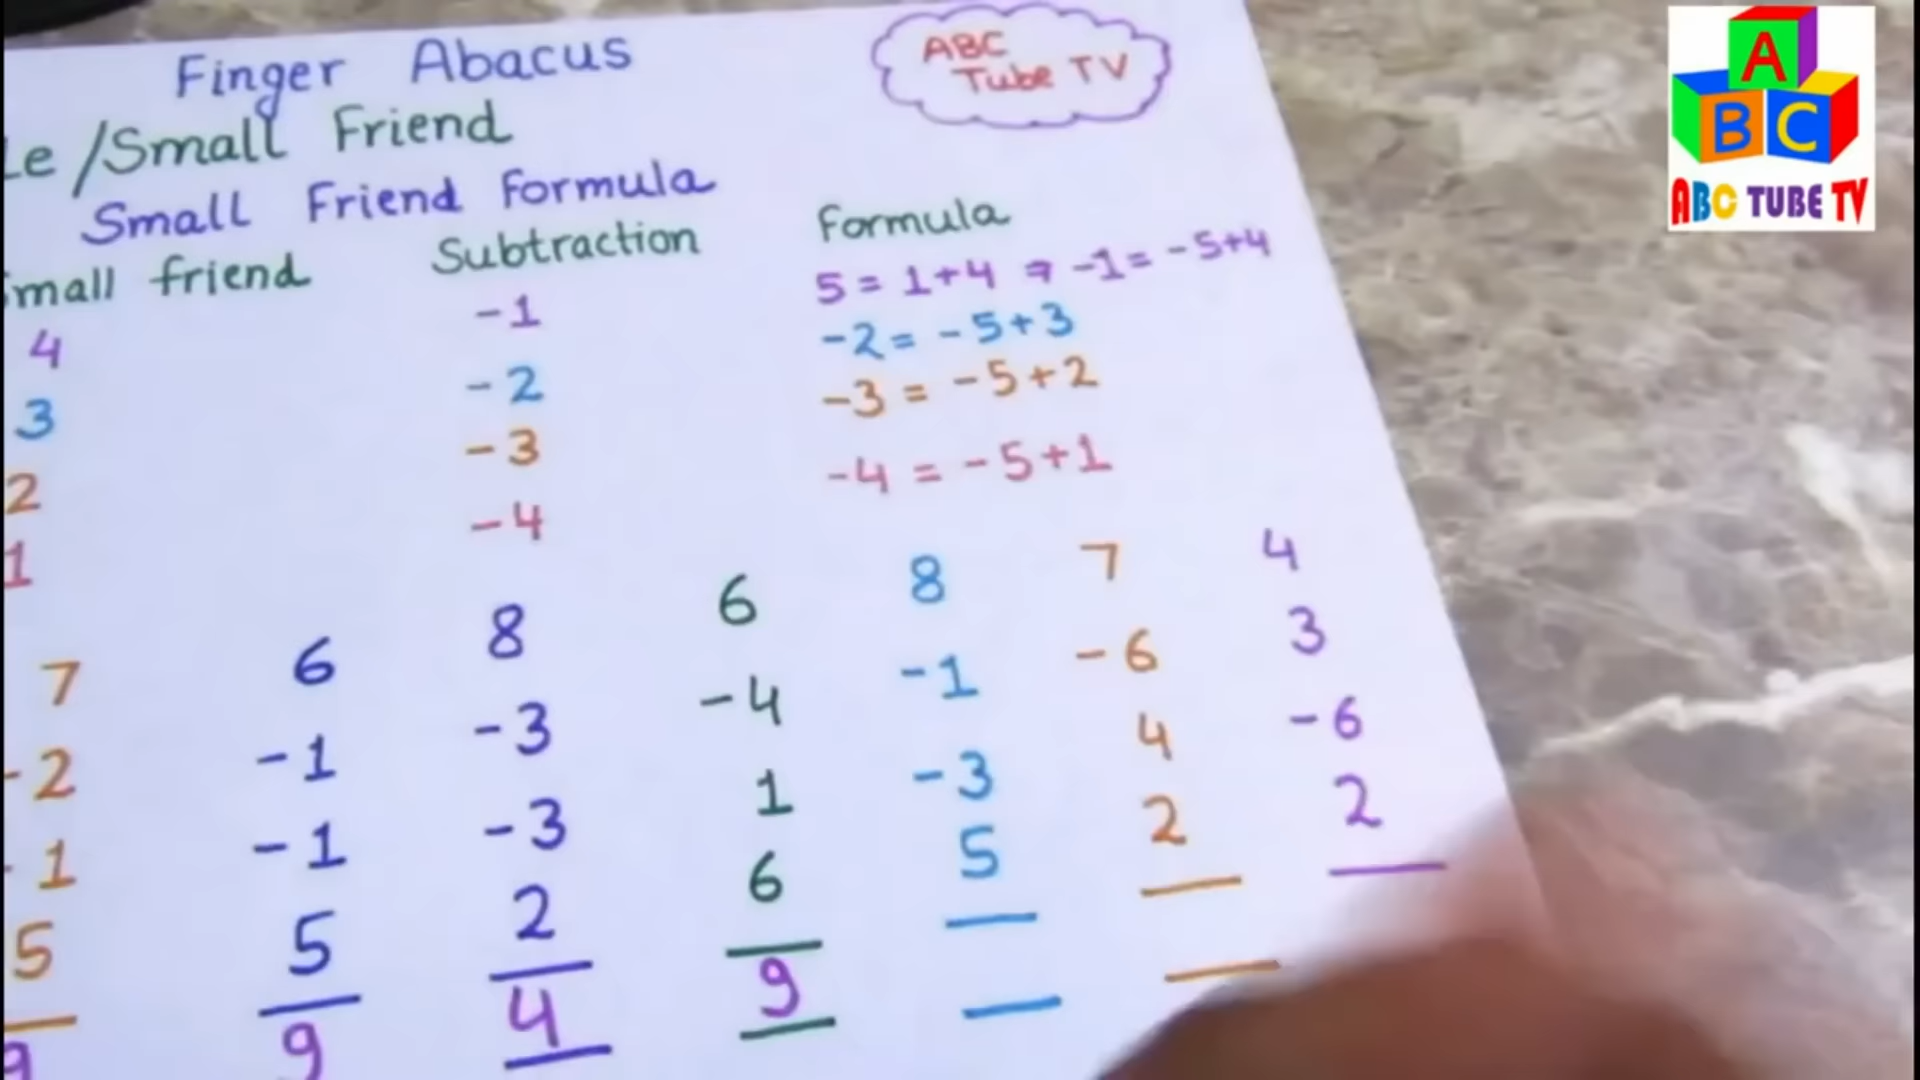 Finger Abacus
ABC
Tube TV
Le/Small Friend
Small Friend Formula
Small friend Subtraction Formula
4 -1 5 = 1+4 ⇒ -1 = -5+4
3 -2 -2 = -5+3
2 -3 -3 = -5+2
1 -4 -4 = -5+1
7 6 8 6 8 7 4
-2 -1 -3 -4 -1 -6 3
-1 -1 -3 1 -3 4 -6
5 5 2 6 5 2 2
9 9 4 9
A
B C
ABC TUBE TV